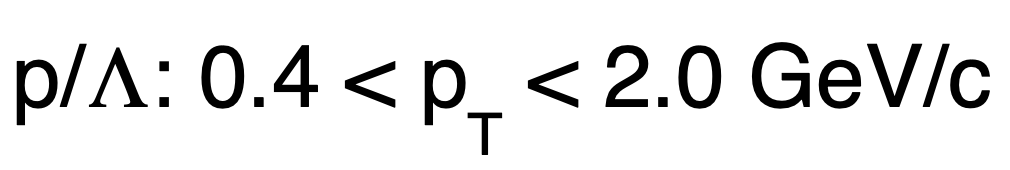 p/Λ: 0.4 < p_T < 2.0 GeV/c